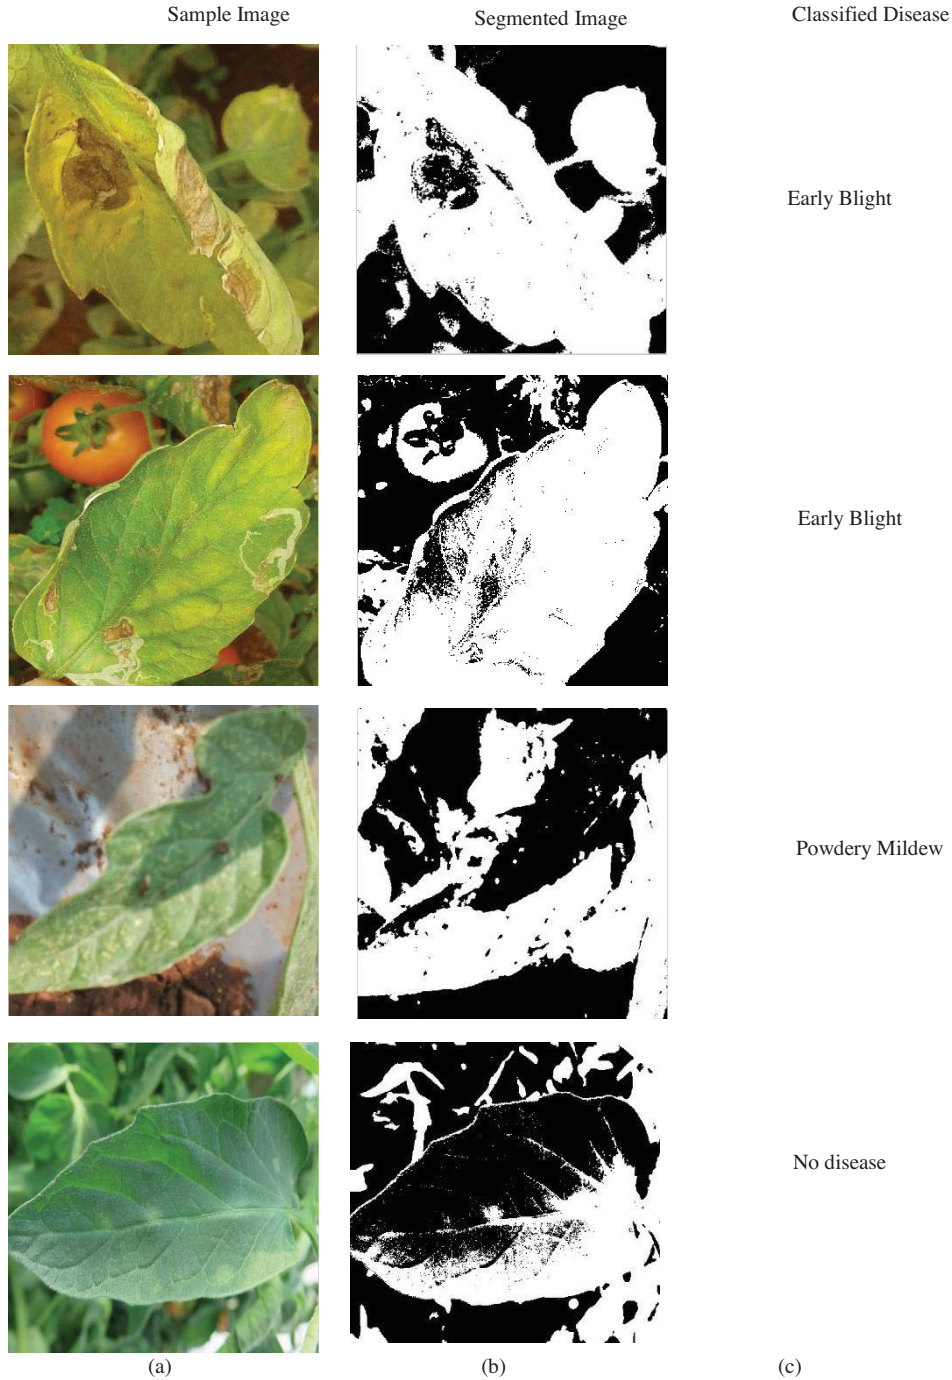 Sample Image
Segmented Image
Classified Disease
Early Blight
Early Blight
Powdery Mildew
No disease
(a)
(b)
(c)